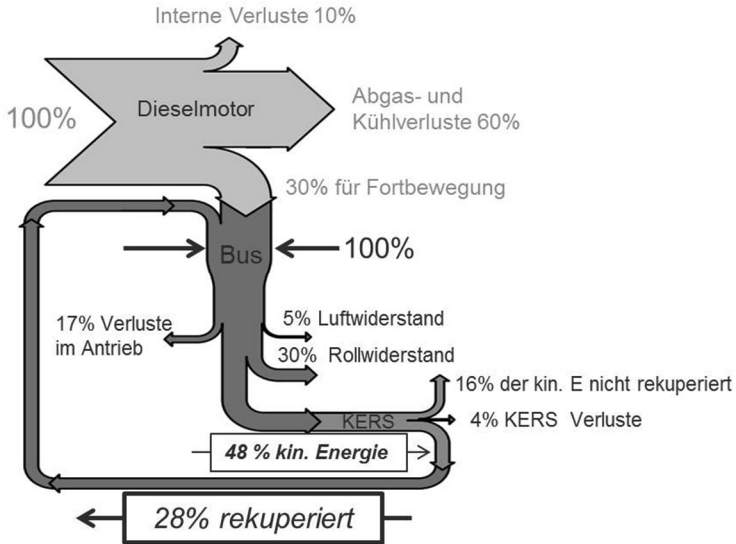 Interne Verluste 10%
100%
Dieselmotor
Abgas- und
Kühlverluste 60%
30% für Fortbewegung
Bus
100%
17% Verluste
im Antrieb
5% Luftwiderstand
30% Rollwiderstand
16% der kin. E nicht rekuperiert
KERS
4% KERS Verluste
48 % kin. Energie
28% rekuperiert